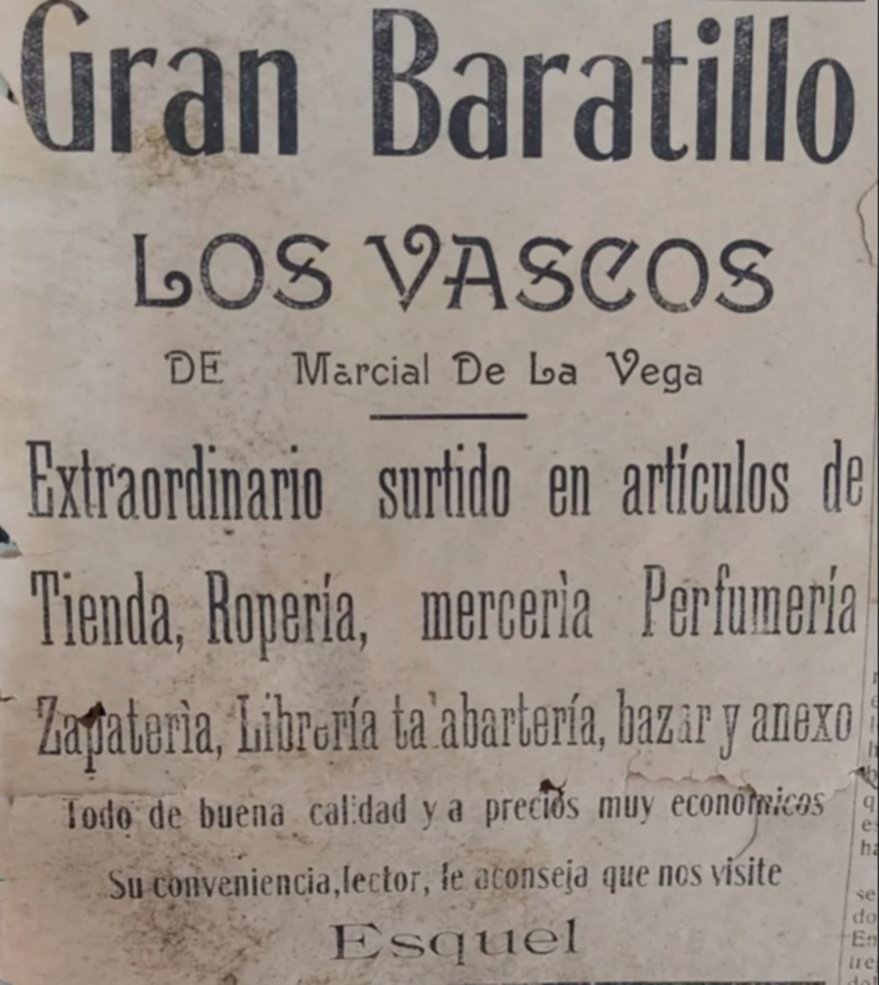 Gran Baratillo
LOS VASCOS
DE Marcial De La Vega
Extraordinario surtido en artículos de
Tienda, Ropería, mercerìa Perfumería
Zapaterìa, Librería ta'abartería, bazar y anexo
Todo de buena calidad y a precios muy económicos
Su conveniencia, lector, le aconseja que nos visite
Esquel